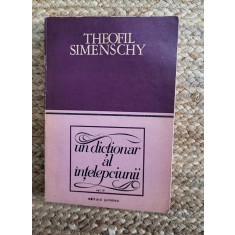 THEOFIL
SIMENSCHY
un dicționar
al
înțelepciunii